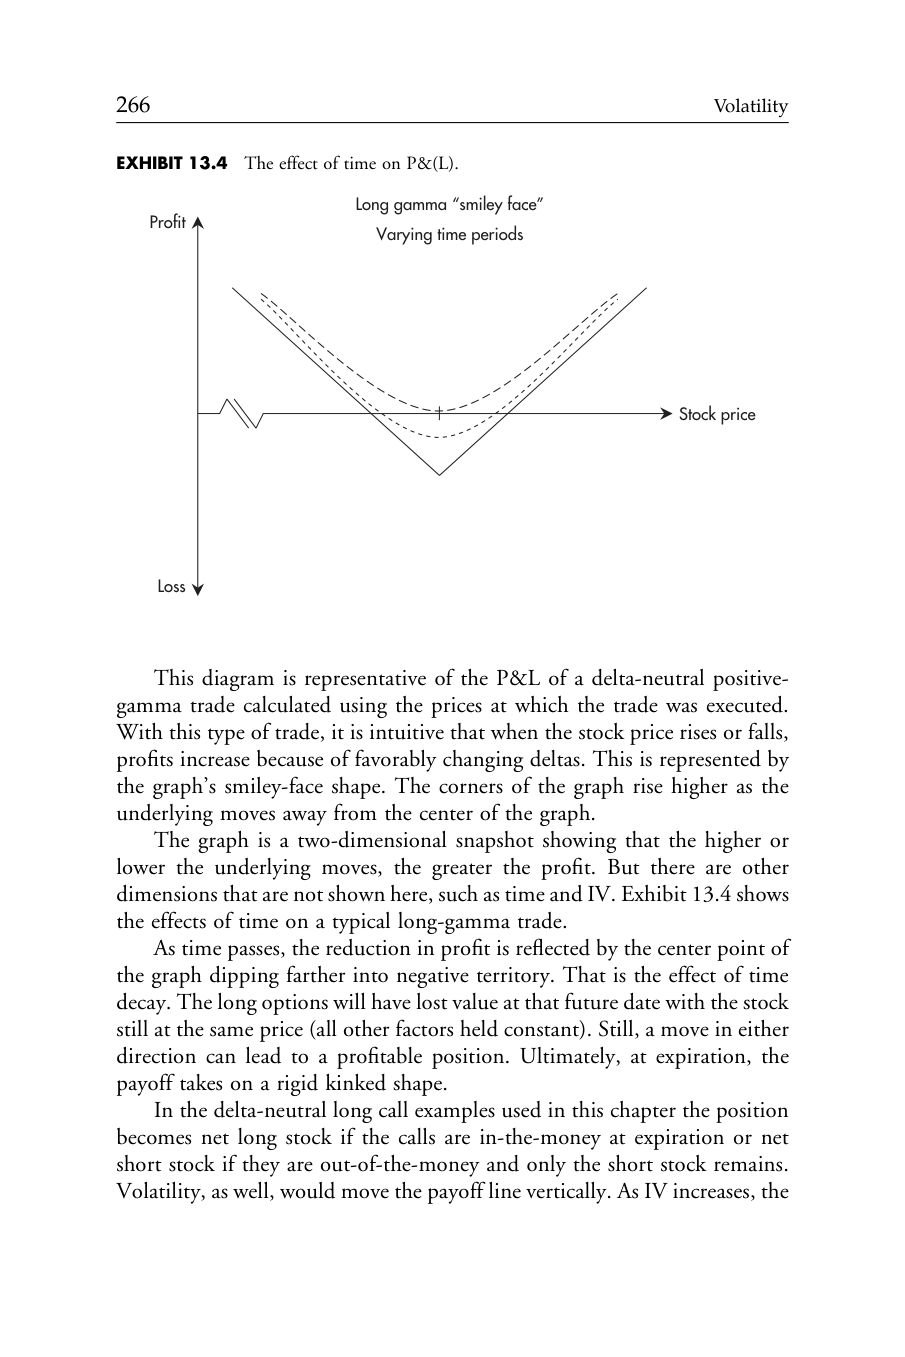 266
Volatility
EXHIBIT 13.4 The effect of time on P&(L).
Long gamma “smiley face”
Varying time periods
Profit
Stock price
Loss
This diagram is representative of the P&L of a delta-neutral positive-
gamma trade calculated using the prices at which the trade was executed.
With this type of trade, it is intuitive that when the stock price rises or falls,
profits increase because of favorably changing deltas. This is represented by
the graph’s smiley-face shape. The corners of the graph rise higher as the
underlying moves away from the center of the graph.
The graph is a two-dimensional snapshot showing that the higher or
lower the underlying moves, the greater the profit. But there are other
dimensions that are not shown here, such as time and IV. Exhibit 13.4 shows
the effects of time on a typical long-gamma trade.
As time passes, the reduction in profit is reflected by the center point of
the graph dipping farther into negative territory. That is the effect of time
decay. The long options will have lost value at that future date with the stock
still at the same price (all other factors held constant). Still, a move in either
direction can lead to a profitable position. Ultimately, at expiration, the
payoff takes on a rigid kinked shape.
In the delta-neutral long call examples used in this chapter the position
becomes net long stock if the calls are in-the-money at expiration or net
short stock if they are out-of-the-money and only the short stock remains.
Volatility, as well, would move the payoff line vertically. As IV increases, the